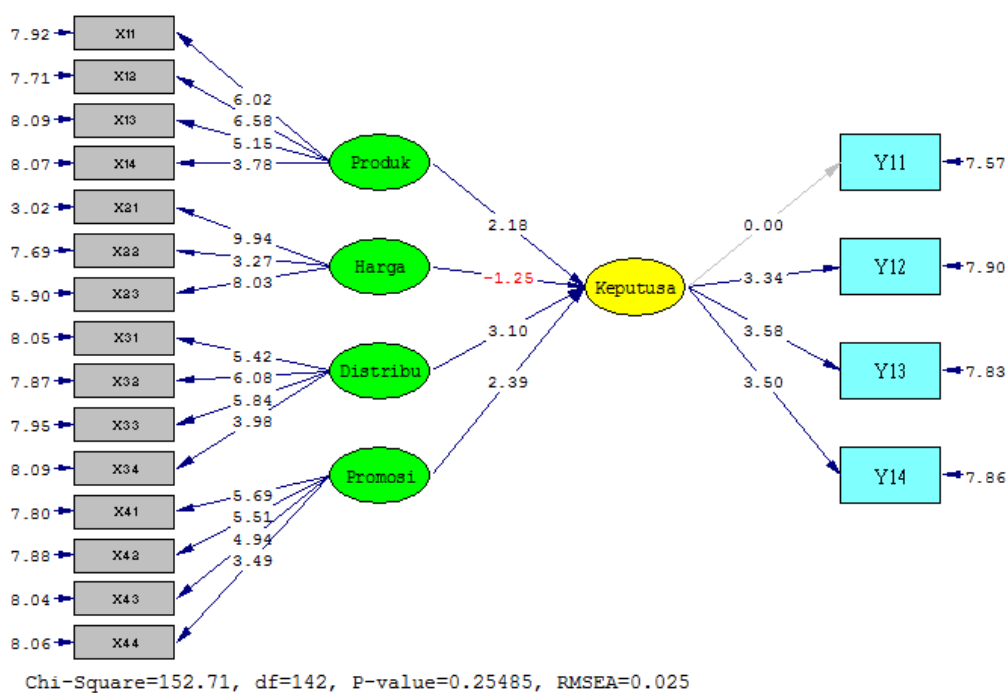 7.92 X11
7.71 X12
8.09 X13
8.07 X14
3.02 X21
7.69 X22
5.90 X23
8.05 X31
7.87 X32
7.95 X33
8.09 X34
7.80 X41
7.88 X42
8.04 X43
8.06 X44
6.02
6.58
5.15
3.78
9.94
3.27
8.03
5.42
6.08
5.84
3.98
5.69
5.51
4.94
3.49
Produk
Harga
Distribu
Promosi
2.18
-1.25
3.10
2.39
Keputusa
0.00
3.34
3.58
3.50
Y11 7.57
Y12 7.90
Y13 7.83
Y14 7.86
Chi-Square=152.71, df=142, P-value=0.25485, RMSEA=0.025